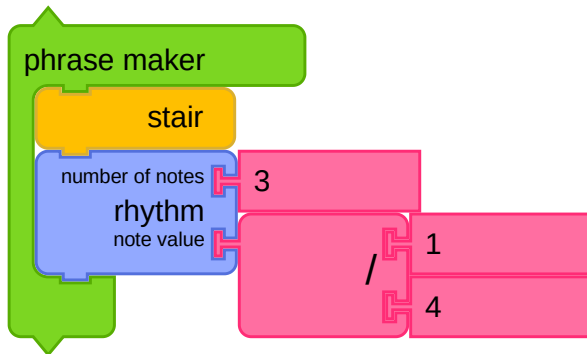 phrase maker
stair
number of notes
3
rhythm
note value
/
1
4